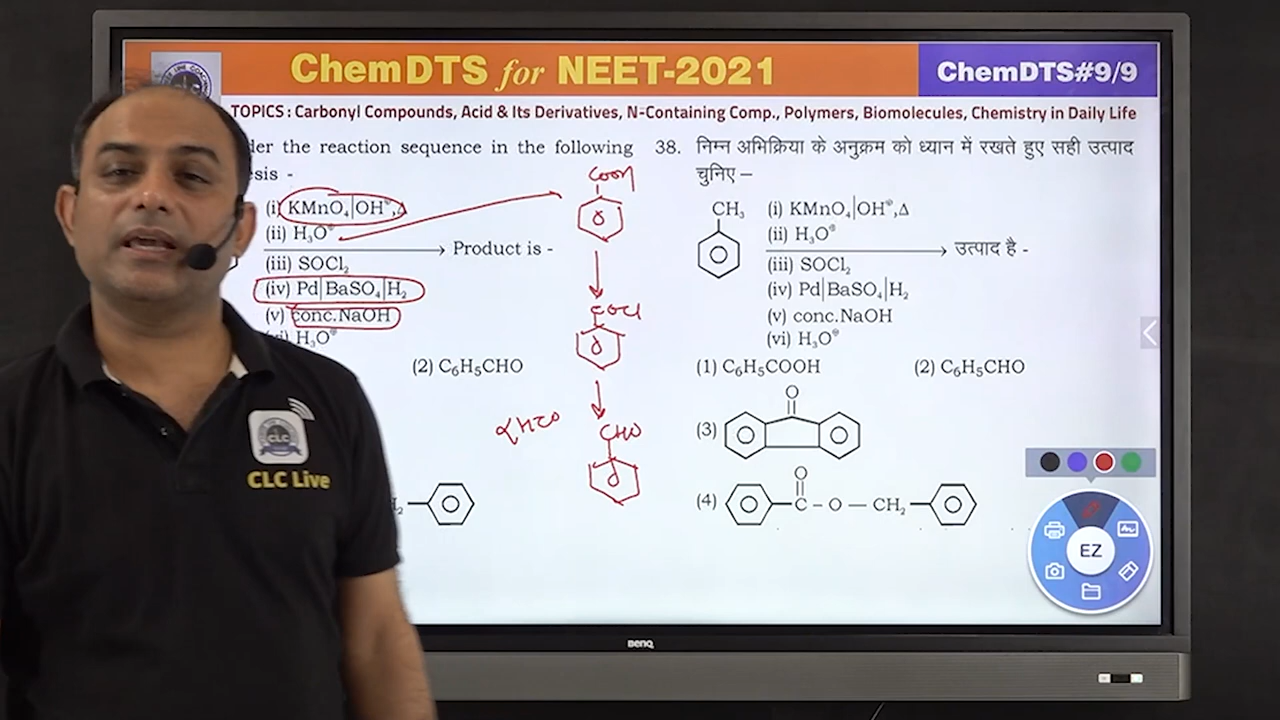 ChemDTS for NEET-2021
ChemDTS#9/9
TOPICS : Carbonyl Compounds, Acid & Its Derivatives, N-Containing Comp., Polymers, Biomolecules, Chemistry in Daily Life
der the reaction sequence in the following
esis -
(i) KMnO₄|OH⊖,Δ
(ii) H₃O⊕
Product is -
(iii) SOCl₂
(iv) Pd|BaSO₄|H₂
(v) conc.NaOH
H₃O⊕
(2) C₆H₅CHO
COOH
COCl
CHO
38. निम्न अभिक्रिया के अनुक्रम को ध्यान में रखते हुए सही उत्पाद
चुनिए –
CH₃
(i) KMnO₄|OH⊕,Δ
(ii) H₃O⊕
उत्पाद है -
(iii) SOCl₂
(iv) Pd|BaSO₄|H₂
(v) conc.NaOH
(vi) H₃O⊕
(1) C₆H₅COOH (2) C₆H₅CHO
O
(3)
O
(4) C – O – CH₂
EZ
CLC
CLC Live
BenQ